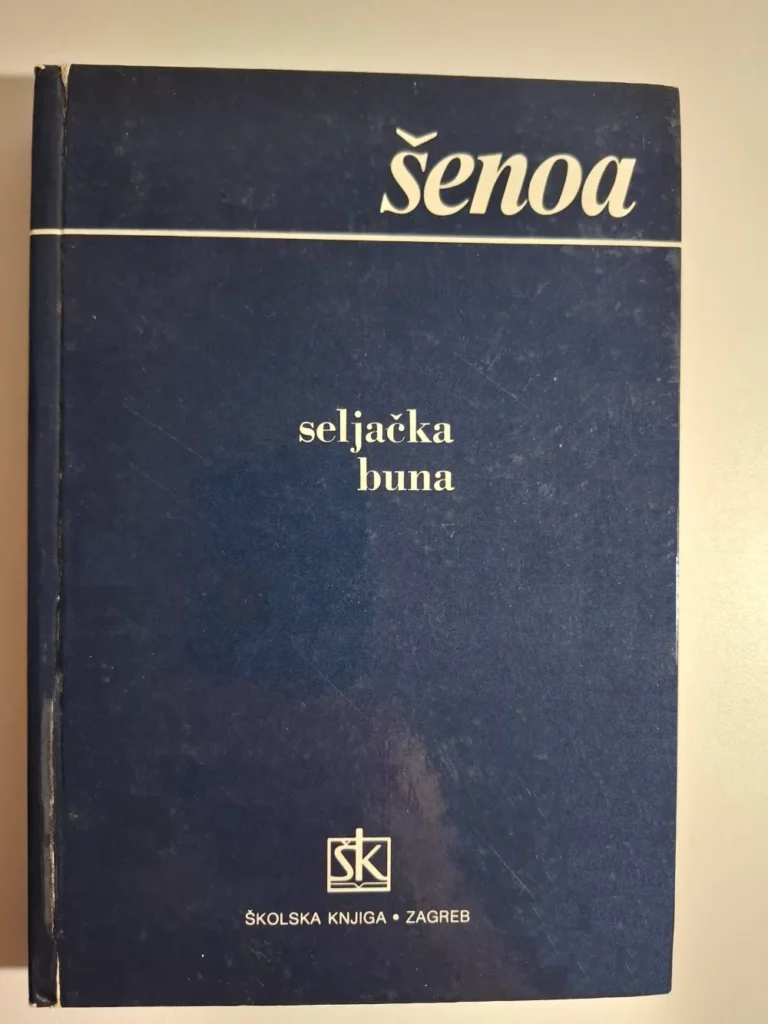 šenoa
seljačka
buna
ŠK
ŠKOLSKA KNJIGA • ZAGREB